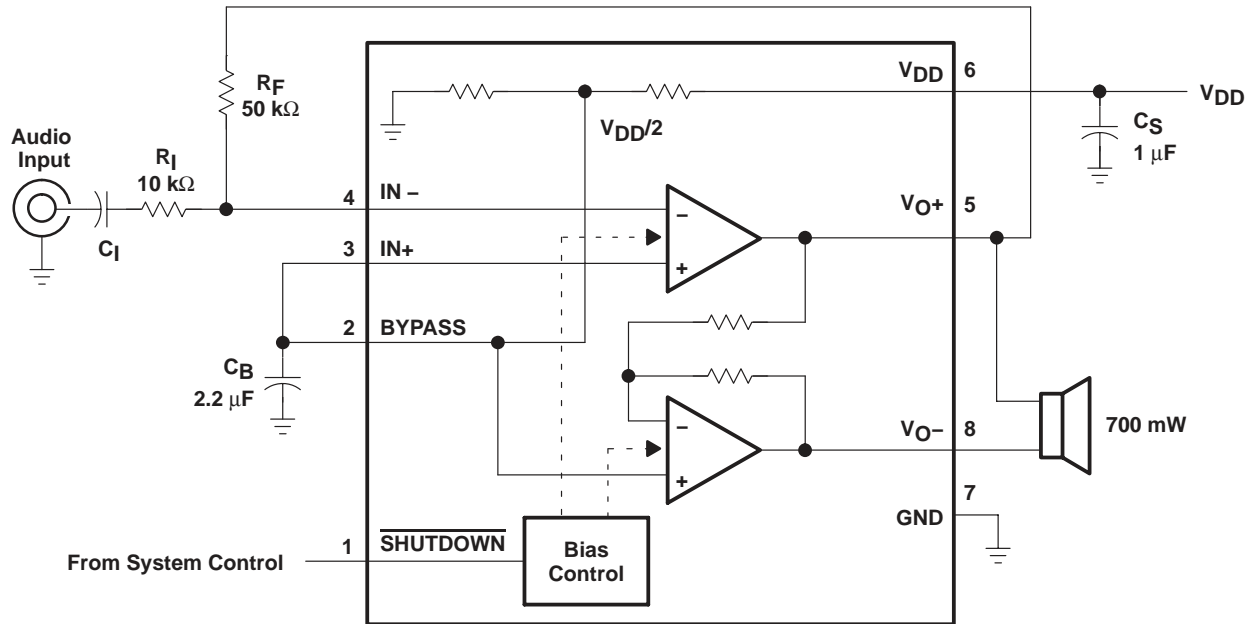 V_DD 6
R_F
50 kΩ
V_DD/2
V_DD
C_S
1 μF
Audio
Input
R_I
10 kΩ
C_I
4 IN −
V_O+ 5
−
+
3 IN+
2 BYPASS
C_B
2.2 μF
−
+
V_O− 8
700 mW
7
GND
1 SHUTDOWN
From System Control
Bias
Control